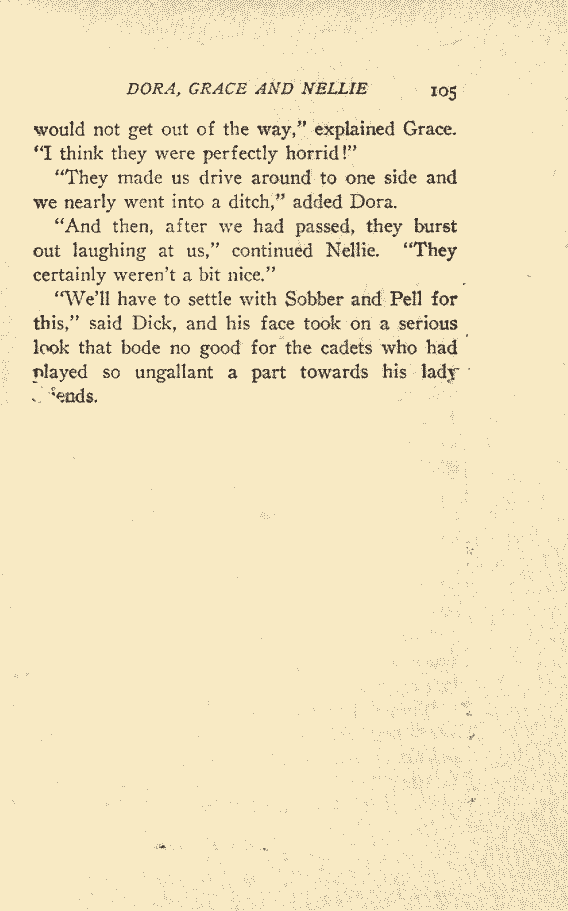 DORA, GRACE AND NELLIE 105
would not get out of the way,” explained Grace.
“I think they were perfectly horrid!”
“They made us drive around to one side and
we nearly went into a ditch,” added Dora.
“And then, after we had passed, they burst
out laughing at us,” continued Nellie. “They
certainly weren’t a bit nice.”
“We’ll have to settle with Sobber and Pell for
this,” said Dick, and his face took on a serious
look that bode no good for the cadets who had
played so ungallant a part towards his lady